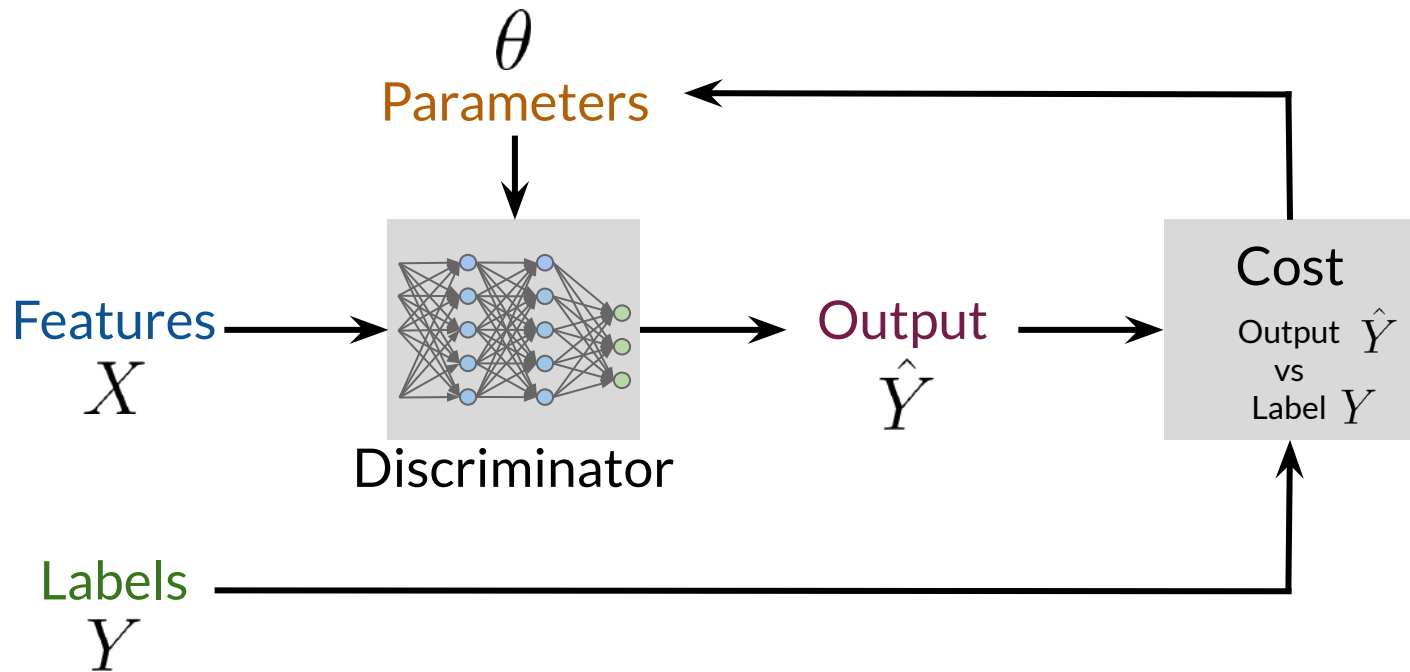 θ
Parameters
Features
X
Discriminator
Output
Ŷ
Cost
Output Ŷ
vs
Label Y
Labels
Y